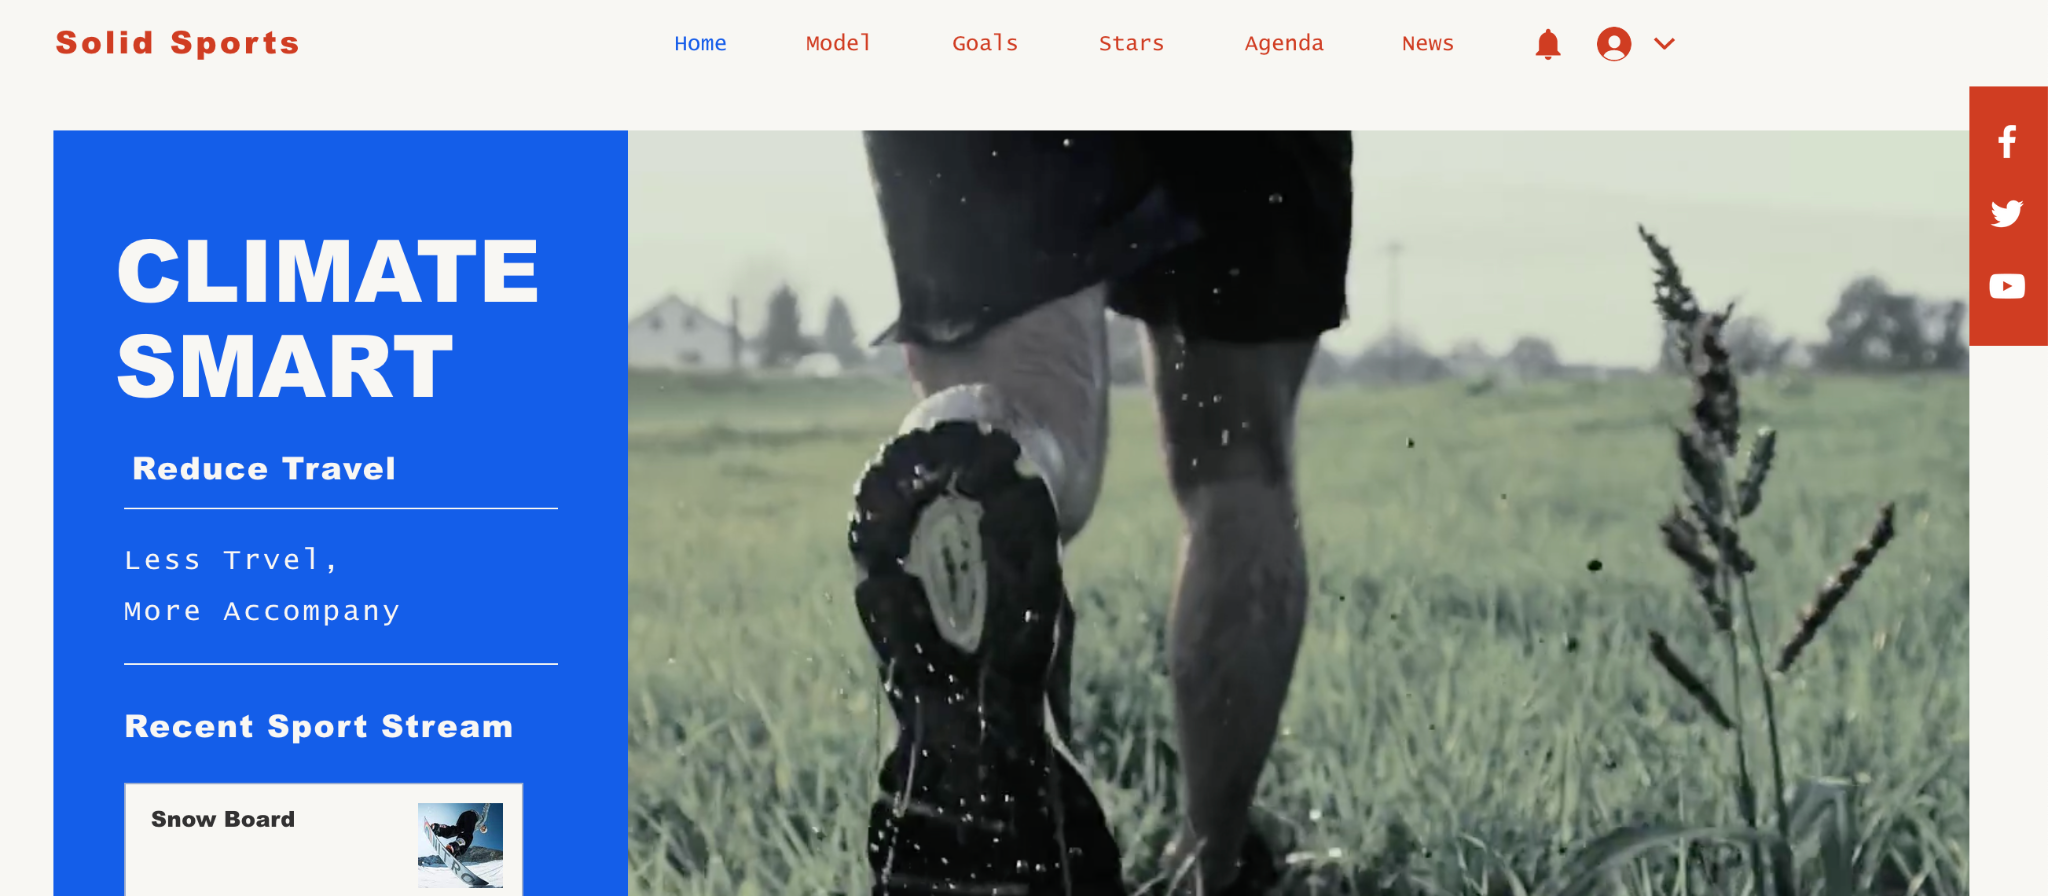 Solid Sports
Home Model Goals Stars Agenda News
CLIMATE
SMART
Reduce Travel
Less Trvel,
More Accompany
Recent Sport Stream
Snow Board